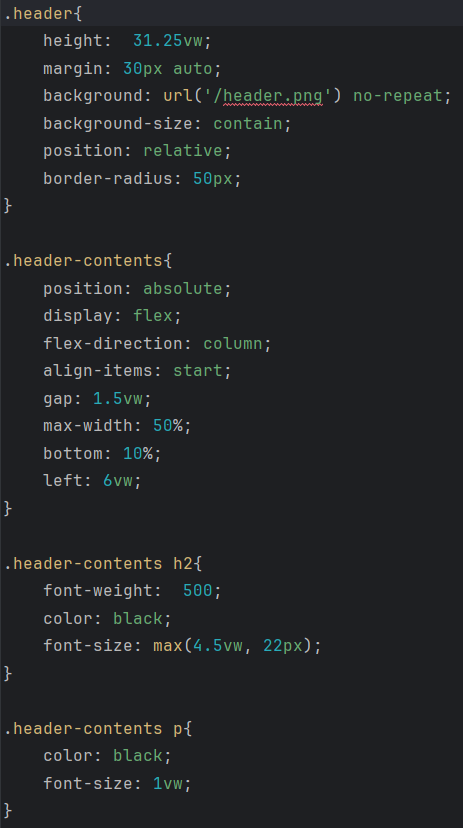 .header{
    height:  31.25vw;
    margin: 30px auto;
    background: url('/header.png') no-repeat;
    background-size: contain;
    position: relative;
    border-radius: 50px;
}

.header-contents{
    position: absolute;
    display: flex;
    flex-direction: column;
    align-items: start;
    gap: 1.5vw;
    max-width: 50%;
    bottom: 10%;
    left: 6vw;
}

.header-contents h2{
    font-weight:  500;
    color: black;
    font-size: max(4.5vw, 22px);
}

.header-contents p{
    color: black;
    font-size: 1vw;
}